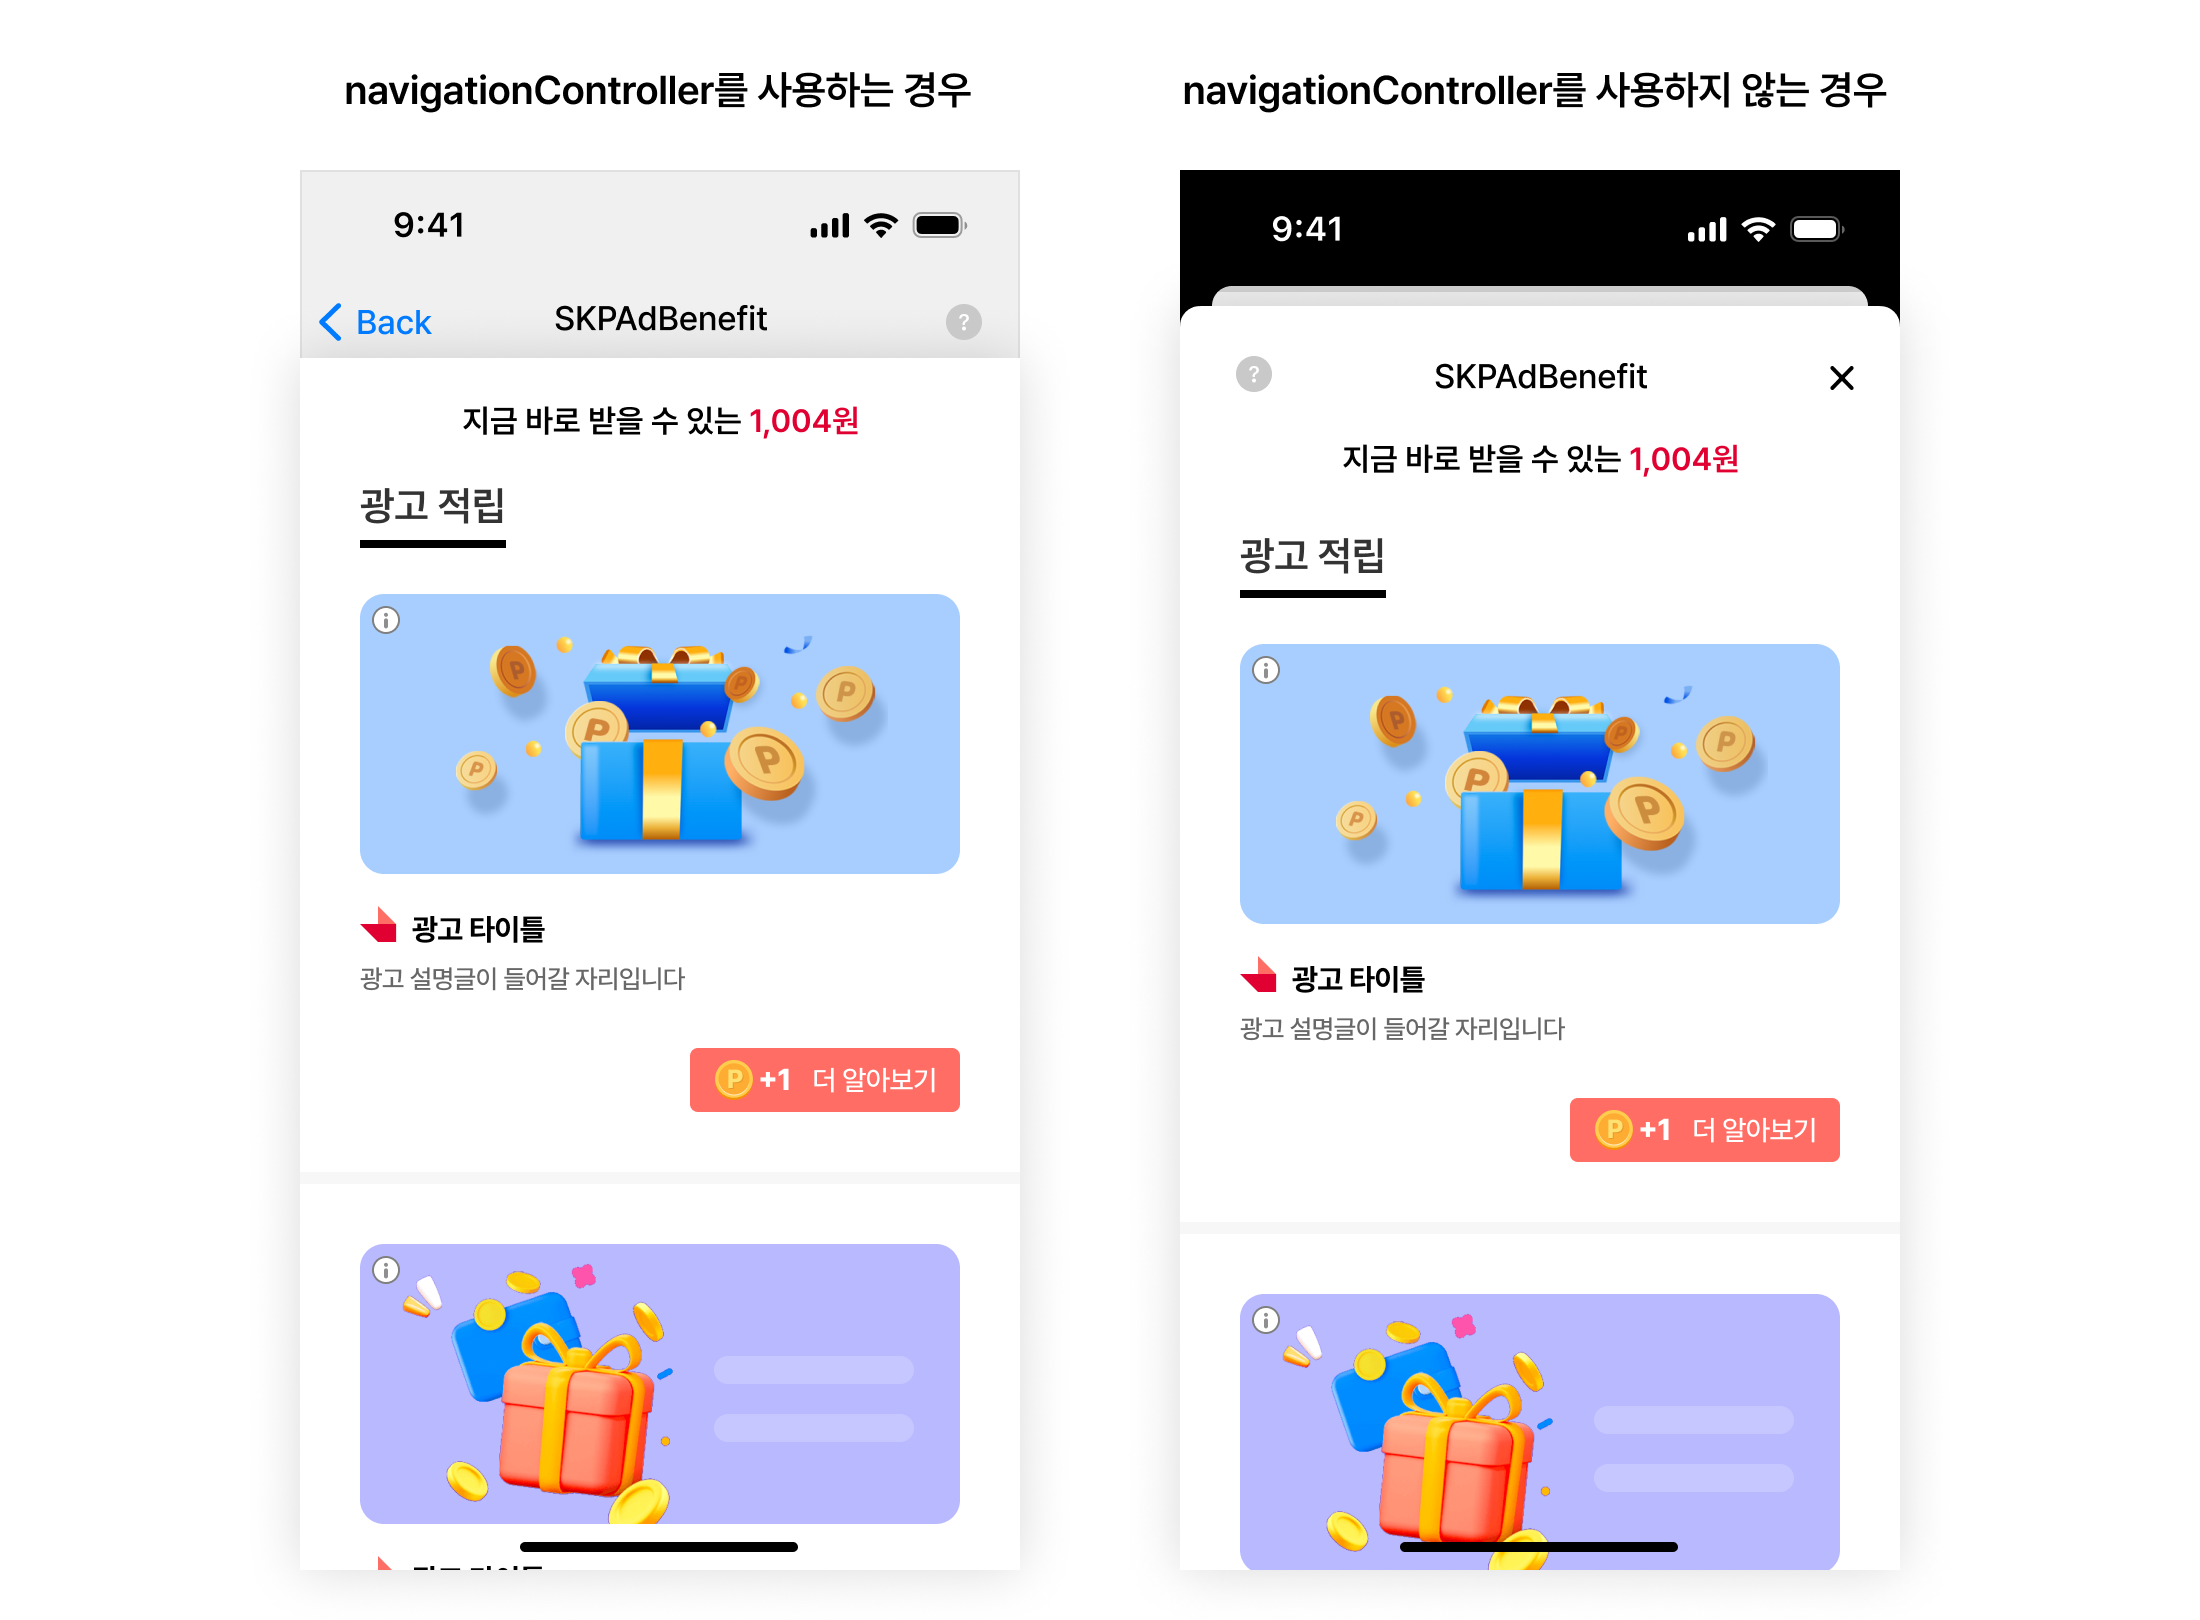 navigationController를 사용하는 경우
9:41
Back
SKPAdBenefit
?
지금 바로 받을 수 있는 1,004원
광고 적립
P
P
P
P
P
P
광고 타이틀
광고 설명글이 들어갈 자리입니다
P +1 더 알아보기
광고 타이틀
navigationController를 사용하지 않는 경우
9:41
?
SKPAdBenefit
지금 바로 받을 수 있는 1,004원
광고 적립
P
P
P
P
P
P
광고 타이틀
광고 설명글이 들어갈 자리입니다
P +1 더 알아보기